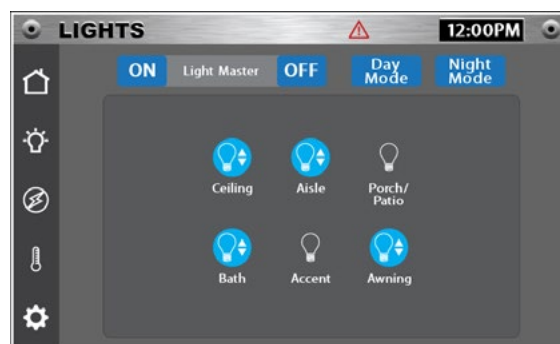 LIGHTS
12:00PM
ON Light Master OFF
Day Mode
Night Mode
Ceiling
Aisle
Porch/
Patio
Bath
Accent
Awning